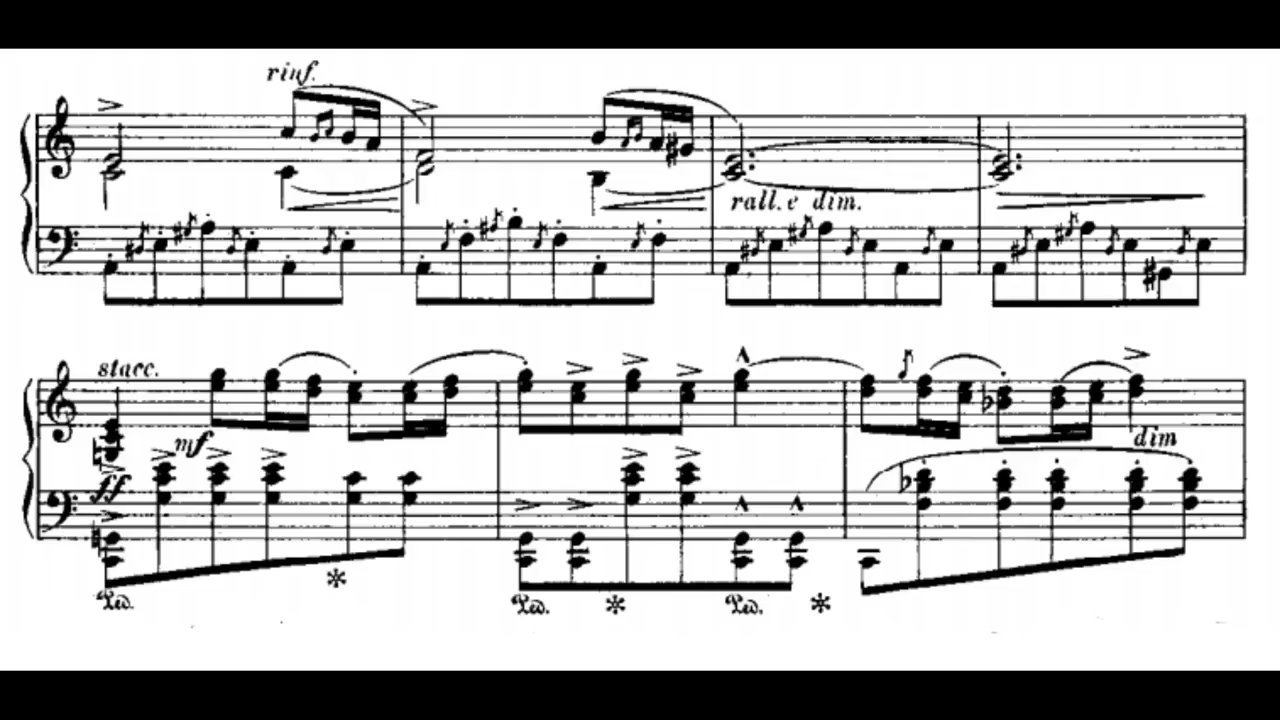 rinf.
rall. e dim.
stacc.
mf
dim
ff
Ped.
Ped.
Ped.